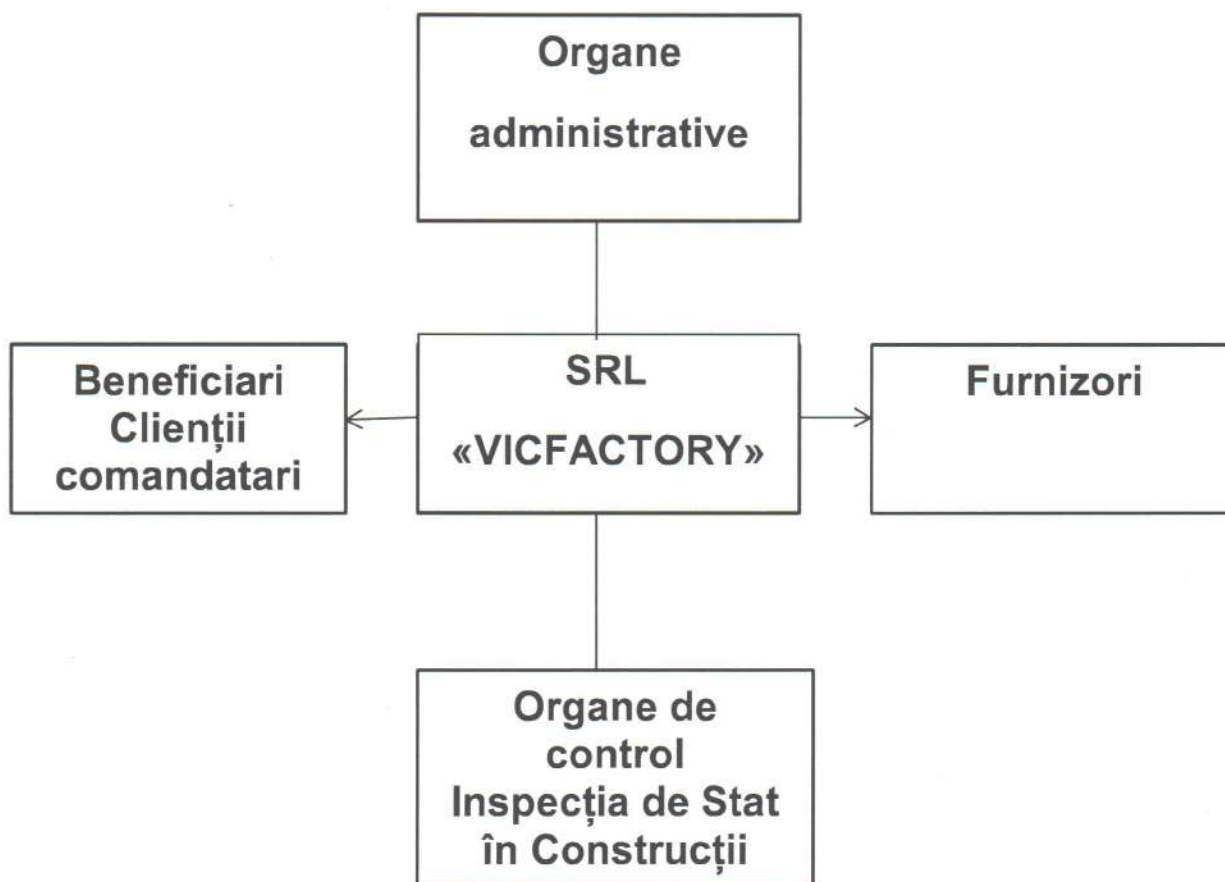 Organe
administrative
Beneficiari
Clienții
comandatari
SRL
«VICFACTORY»
Furnizori
Organe de
control
Inspecția de Stat
în Construcții